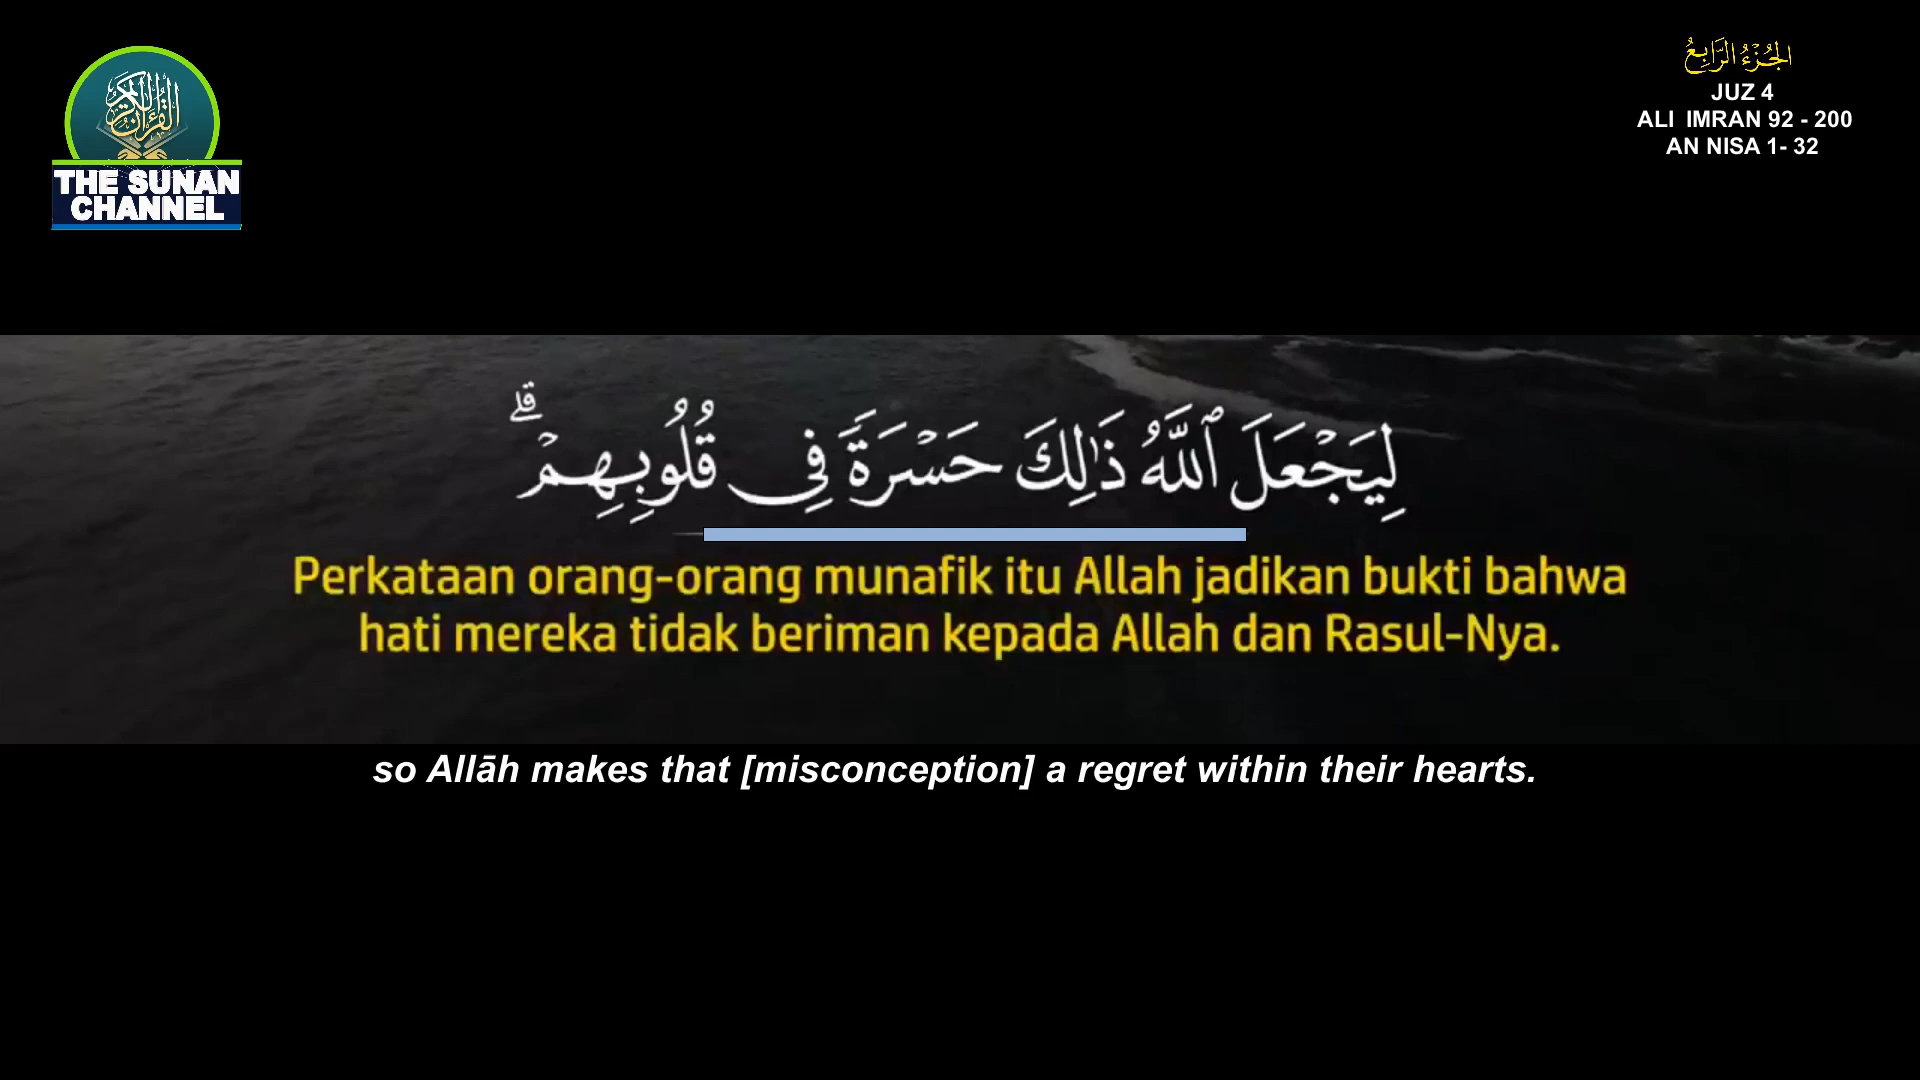 القرآن الكريم
THE SUNAN
CHANNEL
الجُزْءُ الرَّابِعُ
JUZ 4
ALI IMRAN 92 - 200
AN NISA 1- 32
لِيَجْعَلَ ٱللَّهُ ذَٰلِكَ حَسْرَةً فِى قُلُوبِهِمْ ۗ
Perkataan orang-orang munafik itu Allah jadikan bukti bahwa
hati mereka tidak beriman kepada Allah dan Rasul-Nya.
so Allāh makes that [misconception] a regret within their hearts.